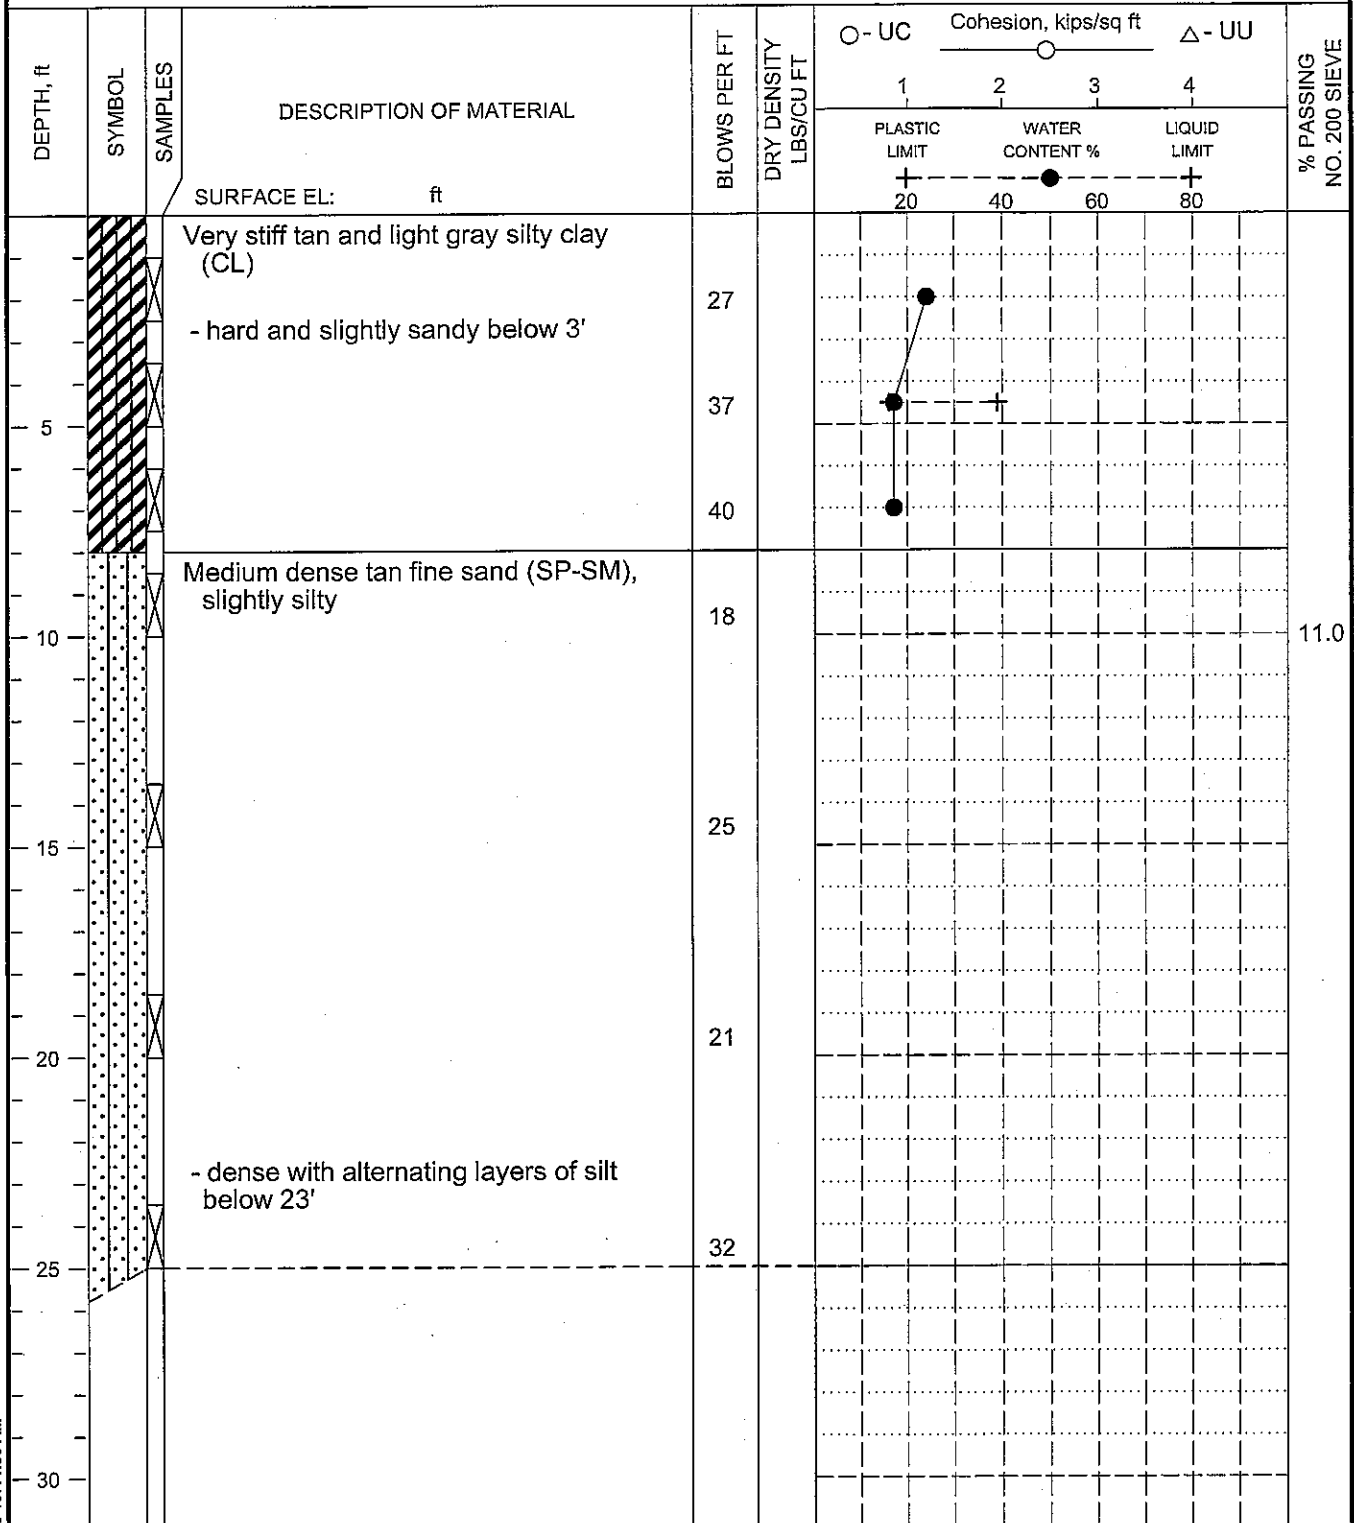 DEPTH, ft
SYMBOL
SAMPLES
DESCRIPTION OF MATERIAL
SURFACE EL: ft
BLOWS PER FT
DRY DENSITY
LBS/CU FT
O - UC
Cohesion, kips/sq ft
△ - UU
1 2 3 4
PLASTIC
LIMIT
WATER
CONTENT %
LIQUID
LIMIT
20 40 60 80
% PASSING
NO. 200 SIEVE
Very stiff tan and light gray silty clay
(CL)
27
- hard and slightly sandy below 3'
37
5
40
Medium dense tan fine sand (SP-SM),
slightly silty
18
10
11.0
25
15
21
20
- dense with alternating layers of silt
below 23'
32
25
30